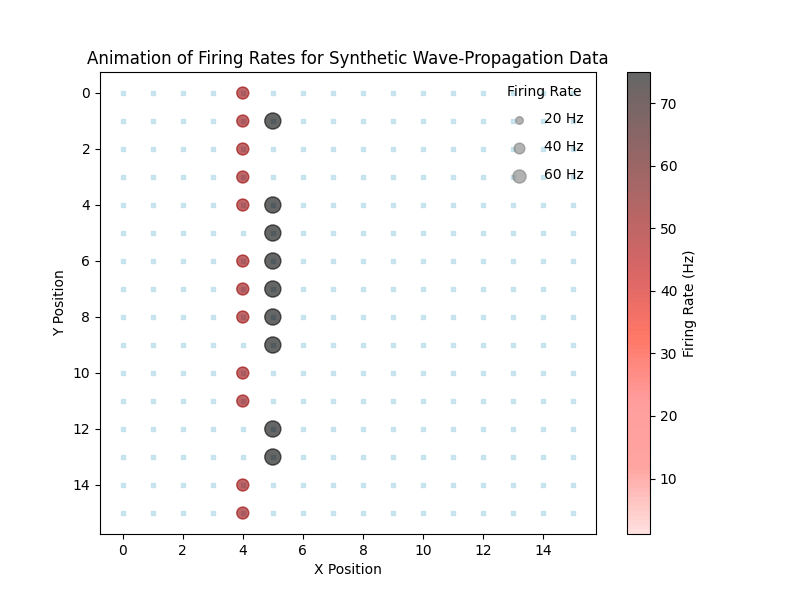 Animation of Firing Rates for Synthetic Wave-Propagation Data
Firing Rate
20 Hz
40 Hz
60 Hz
0
2
4
6
8
10
12
14
Y Position
0 2 4 6 8 10 12 14
X Position
70
60
50
40
30
20
10
Firing Rate (Hz)